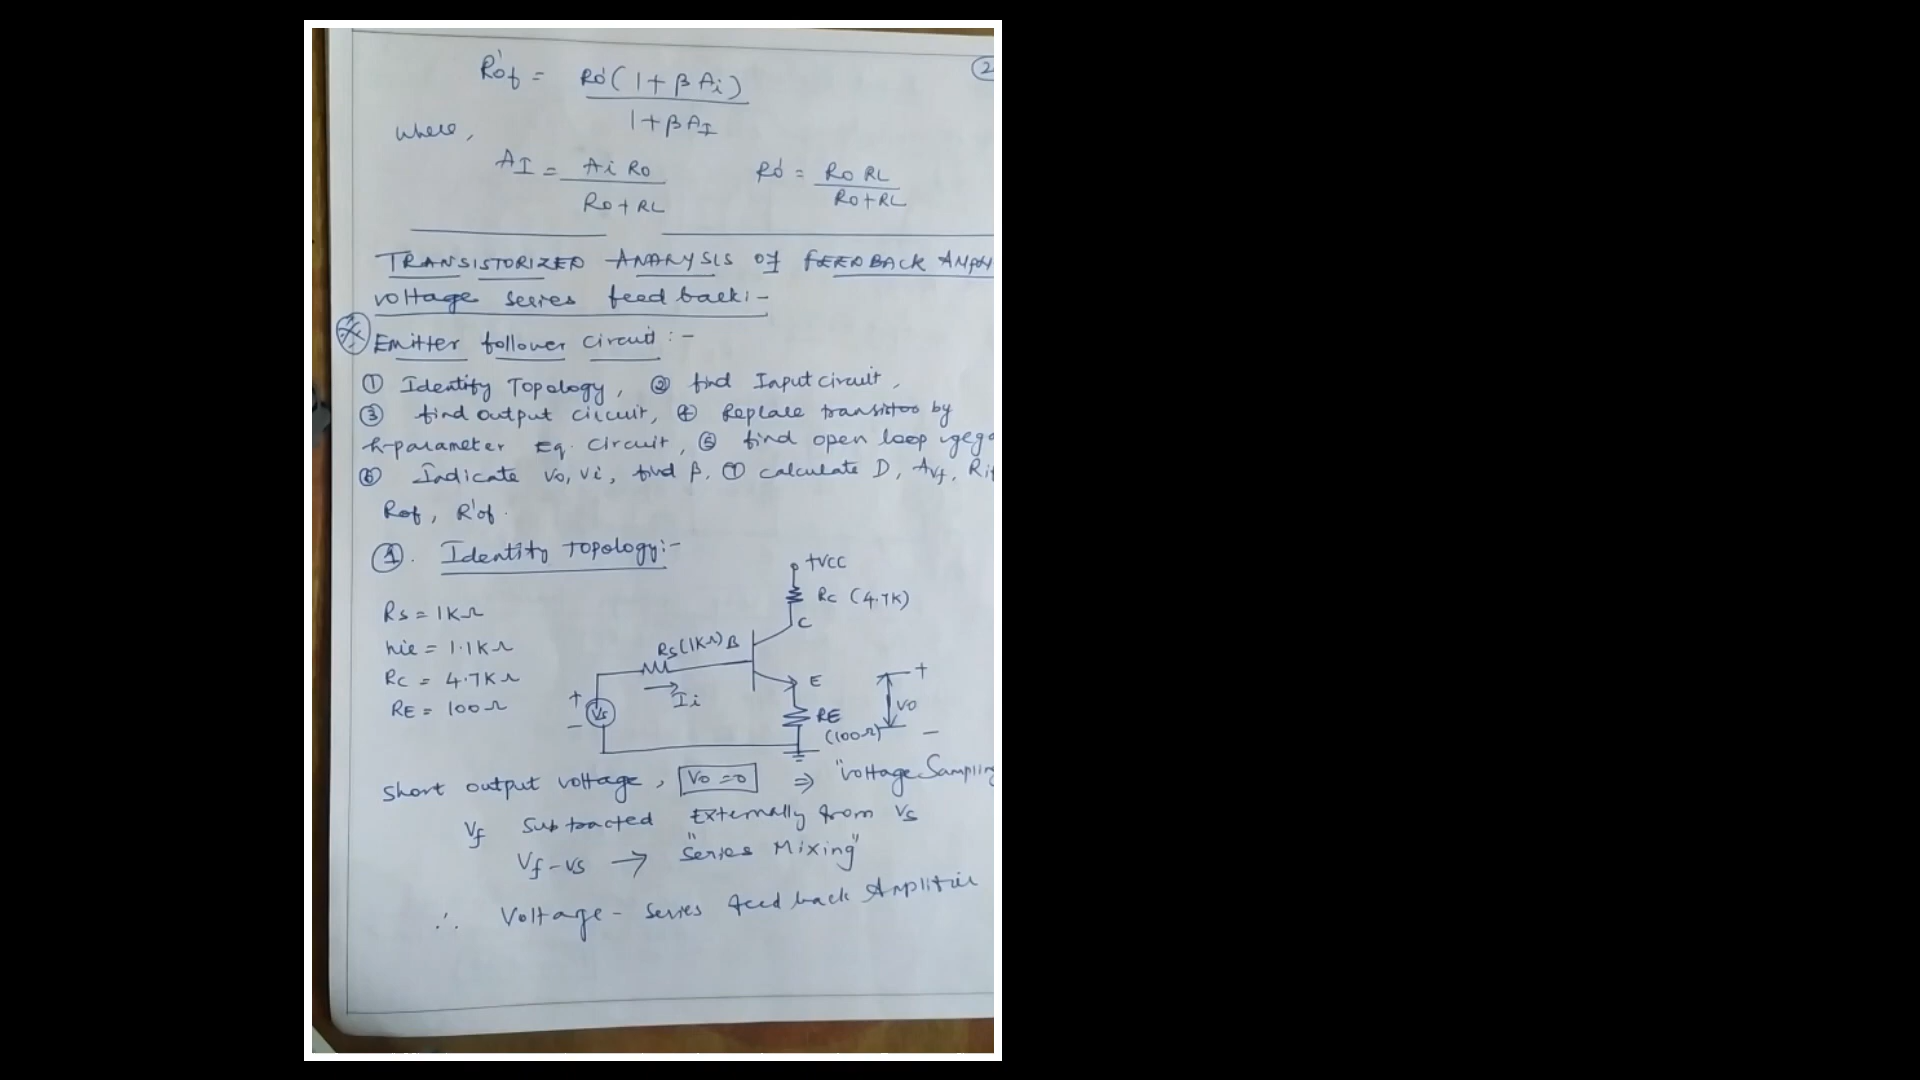 R'of = Ro'(1+βAi)
1+βAI
2
where,
AI = Ai Ro
Ro+RL
Ro' = Ro RL
Ro+RL
TRANSISTORIZED ANARYSIS Of FEEDBACK
voltage series feed back:-
Emitter follower circuit:-
① Identify Topology, ② find Input circuit,
③ find output circuit, ④ Replace transistor by
h-parameter Eq. Circuit, ⑤ find open loop
⑥ Indicate Vo, Vi, find β. ⑦ calculate D, Avf,
Rof, R'of.
①. Identity Topology:-
+VCC
Rc (4.7K)
C
Rs = 1KΩ
hie = 1.1KΩ
Rc = 4.7KΩ
RE = 100Ω
Rs(1KΩ) B
E
+
+
Ii
Vs
-
RE
(100Ω)
Vo
-
Short output voltage, Vo=0 ⇒ "voltage Sampling
Vf Subtracted Externally from Vs
Vf-Vs → "Series Mixing"
∴ Voltage - series feed back